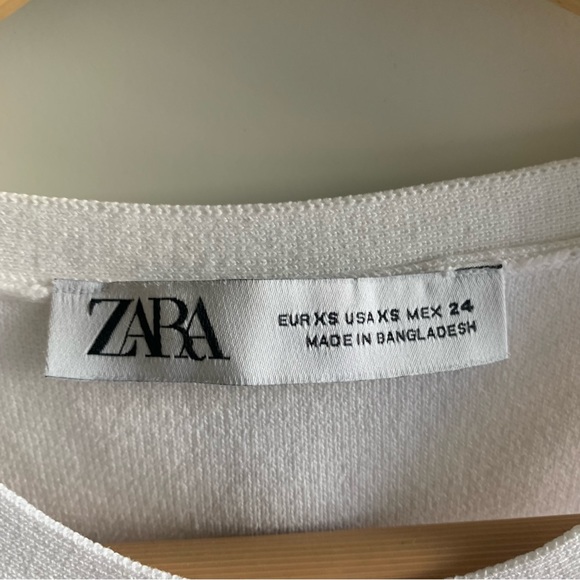 ZARA
EUR XS USA XS MEX 24
MADE IN BANGLADESH